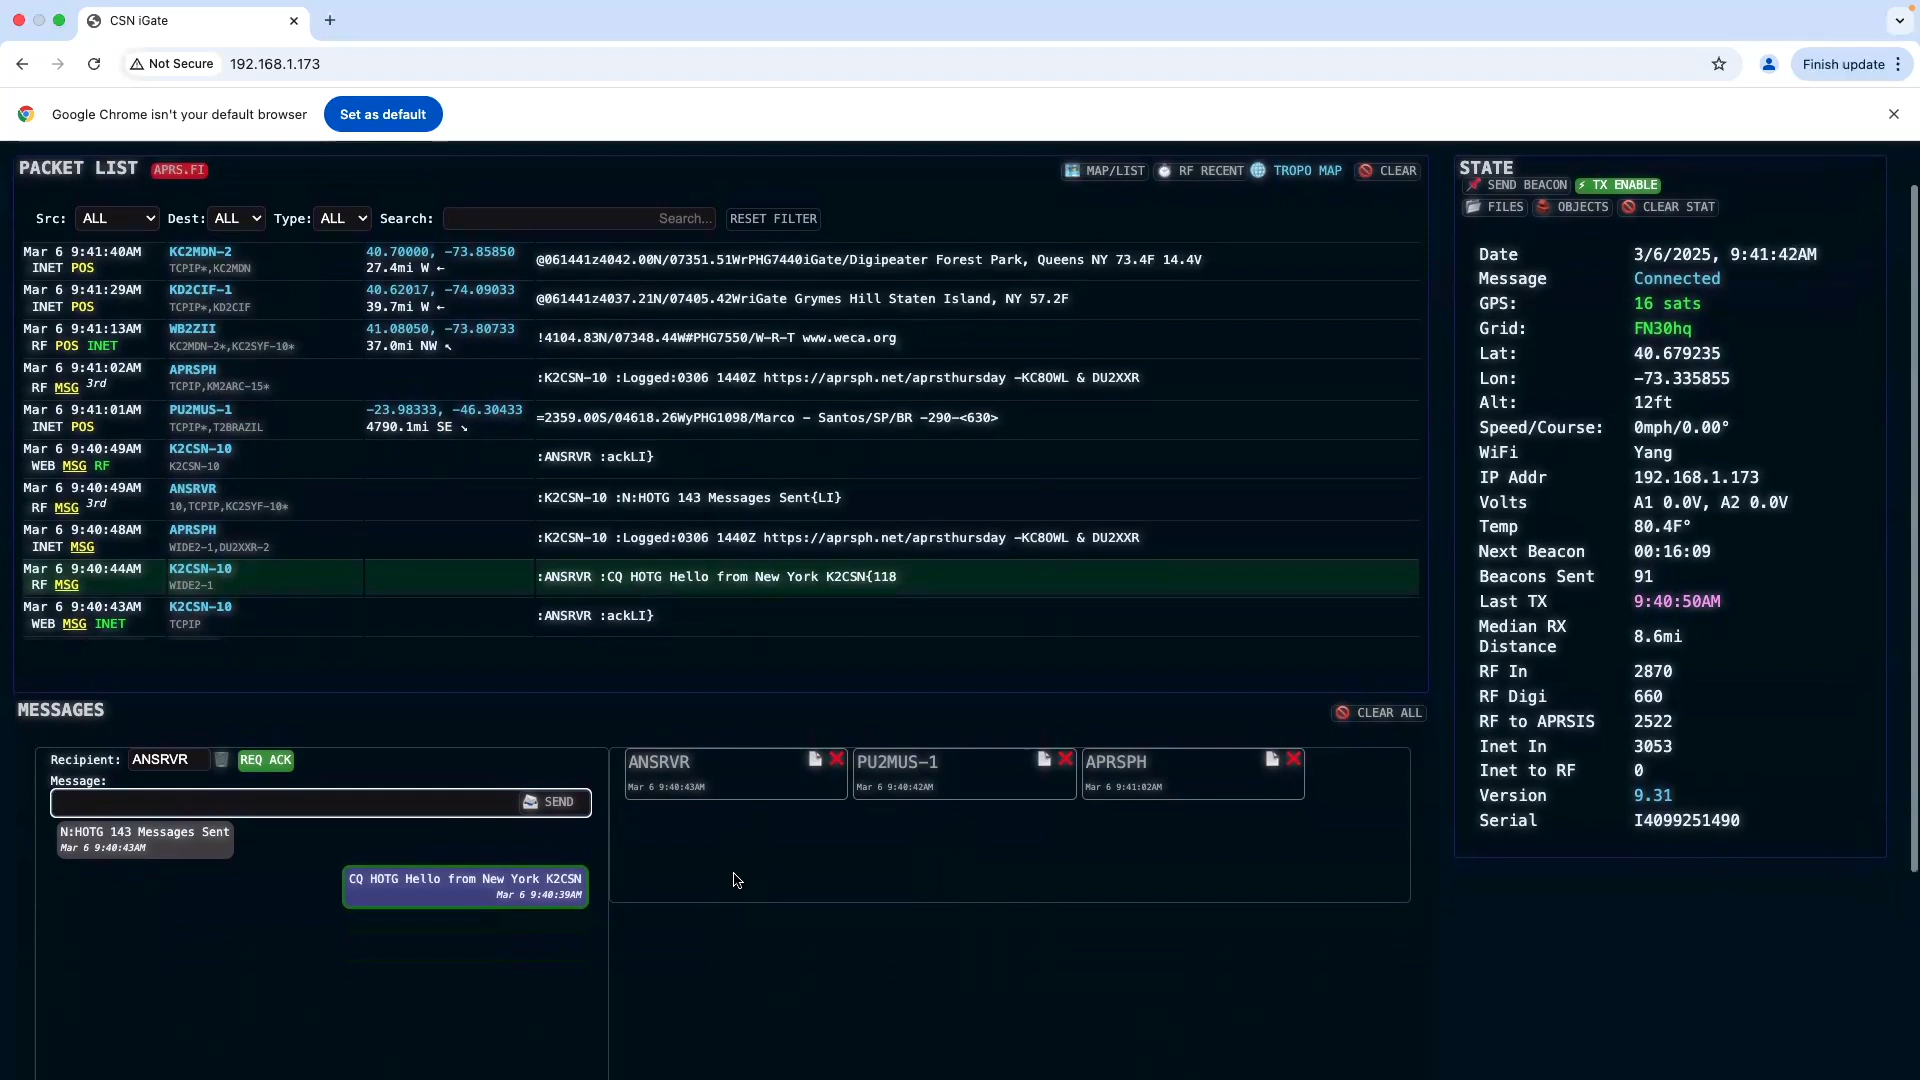 CSN iGate
Not Secure 192.168.1.173
Finish update
Google Chrome isn't your default browser Set as default
PACKET LIST APRS.FI MAP/LIST RF RECENT TROPO MAP CLEAR
Src: ALL Dest: ALL Type: ALL Search: Search... RESET FILTER
Mar 6 9:41:40AM KC2MDN-2 40.70000, -73.85850
INET POS TCPIP*,KC2MDN 27.4mi W ← @061441z4042.00N/07351.51WrPHG7440iGate/Digipeater Forest Park, Queens NY 73.4F 14.4V
Mar 6 9:41:29AM KD2CIF-1 40.62017, -74.09033
INET POS TCPIP*,KD2CIF 39.7mi W ← @061441z4037.21N/07405.42WriGate Grymes Hill Staten Island, NY 57.2F
Mar 6 9:41:13AM WB2ZII 41.08050, -73.80733
RF POS INET KC2MDN-2*,KC2SYF-10* 37.0mi NW ↖ !4104.83N/07348.44W#PHG7550/W-R-T www.weca.org
Mar 6 9:41:02AM APRSPH
RF MSG 3rd TCPIP,KM2ARC-15* :K2CSN-10 :Logged:0306 1440Z https://aprsph.net/aprsthursday -KC8OWL & DU2XXR
Mar 6 9:41:01AM PU2MUS-1 -23.98333, -46.30433
INET POS TCPIP*,T2BRAZIL 4790.1mi SE ↘ =2359.00S/04618.26WyPHG1098/Marco - Santos/SP/BR -290-<630>
Mar 6 9:40:49AM K2CSN-10
WEB MSG RF K2CSN-10 :ANSRVR :ackLI}
Mar 6 9:40:49AM ANSRVR
RF MSG 3rd 10,TCPIP,KC2SYF-10* :K2CSN-10 :N:HOTG 143 Messages Sent{LI}
Mar 6 9:40:48AM APRSPH
INET MSG WIDE2-1,DU2XXR-2 :K2CSN-10 :Logged:0306 1440Z https://aprsph.net/aprsthursday -KC8OWL & DU2XXR
Mar 6 9:40:44AM K2CSN-10
RF MSG WIDE2-1 :ANSRVR :CQ HOTG Hello from New York K2CSN{118
Mar 6 9:40:43AM K2CSN-10
WEB MSG INET TCPIP :ANSRVR :ackLI}
MESSAGES CLEAR ALL
Recipient: ANSRVR REQ ACK
Message:
SEND
N:HOTG 143 Messages Sent
Mar 6 9:40:43AM
CQ HOTG Hello from New York K2CSN
Mar 6 9:40:39AM
ANSRVR
Mar 6 9:40:43AM
PU2MUS-1
Mar 6 9:40:42AM
APRSPH
Mar 6 9:41:02AM
STATE
SEND BEACON TX ENABLE
FILES OBJECTS CLEAR STAT
Date 3/6/2025, 9:41:42AM
Message Connected
GPS: 16 sats
Grid: FN30hq
Lat: 40.679235
Lon: -73.335855
Alt: 12ft
Speed/Course: 0mph/0.00°
WiFi Yang
IP Addr 192.168.1.173
Volts A1 0.0V, A2 0.0V
Temp 80.4F°
Next Beacon 00:16:09
Beacons Sent 91
Last TX 9:40:50AM
Median RX
Distance 8.6mi
RF In 2870
RF Digi 660
RF to APRSIS 2522
Inet In 3053
Inet to RF 0
Version 9.31
Serial I4099251490